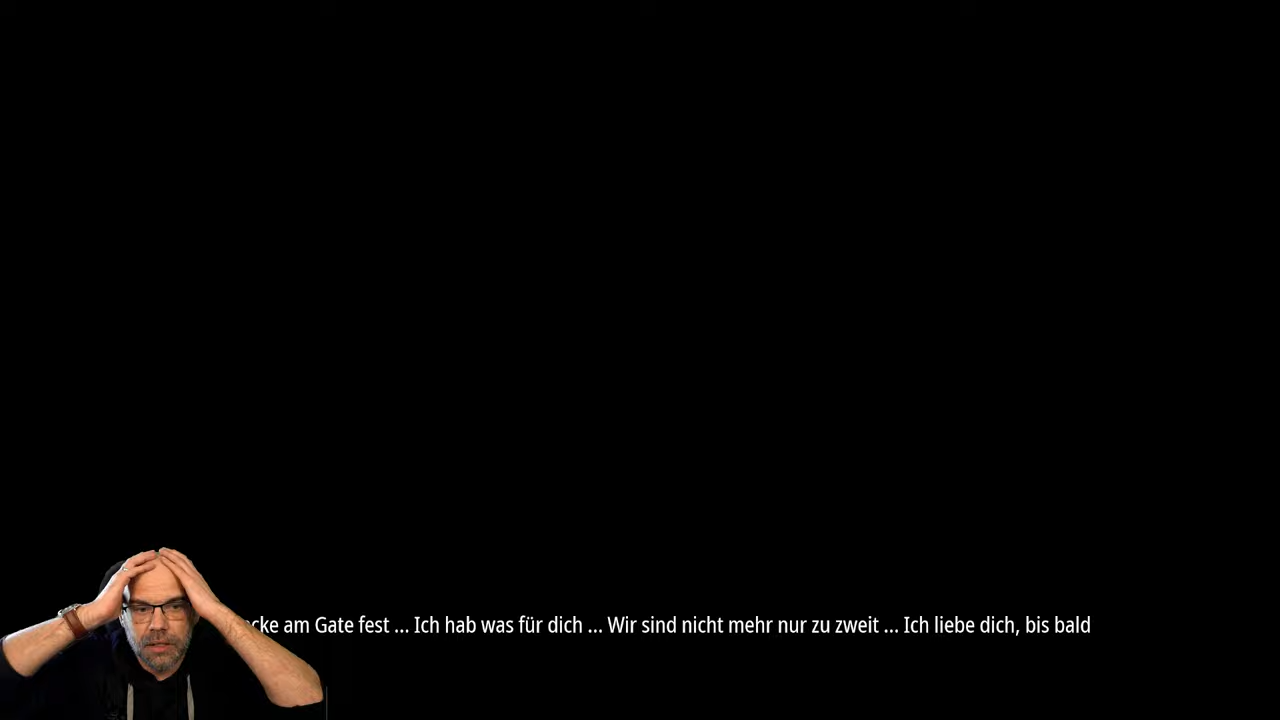 am Gate fest ... Ich hab was für dich ... Wir sind nicht mehr nur zu zweit ... Ich liebe dich, bis bald